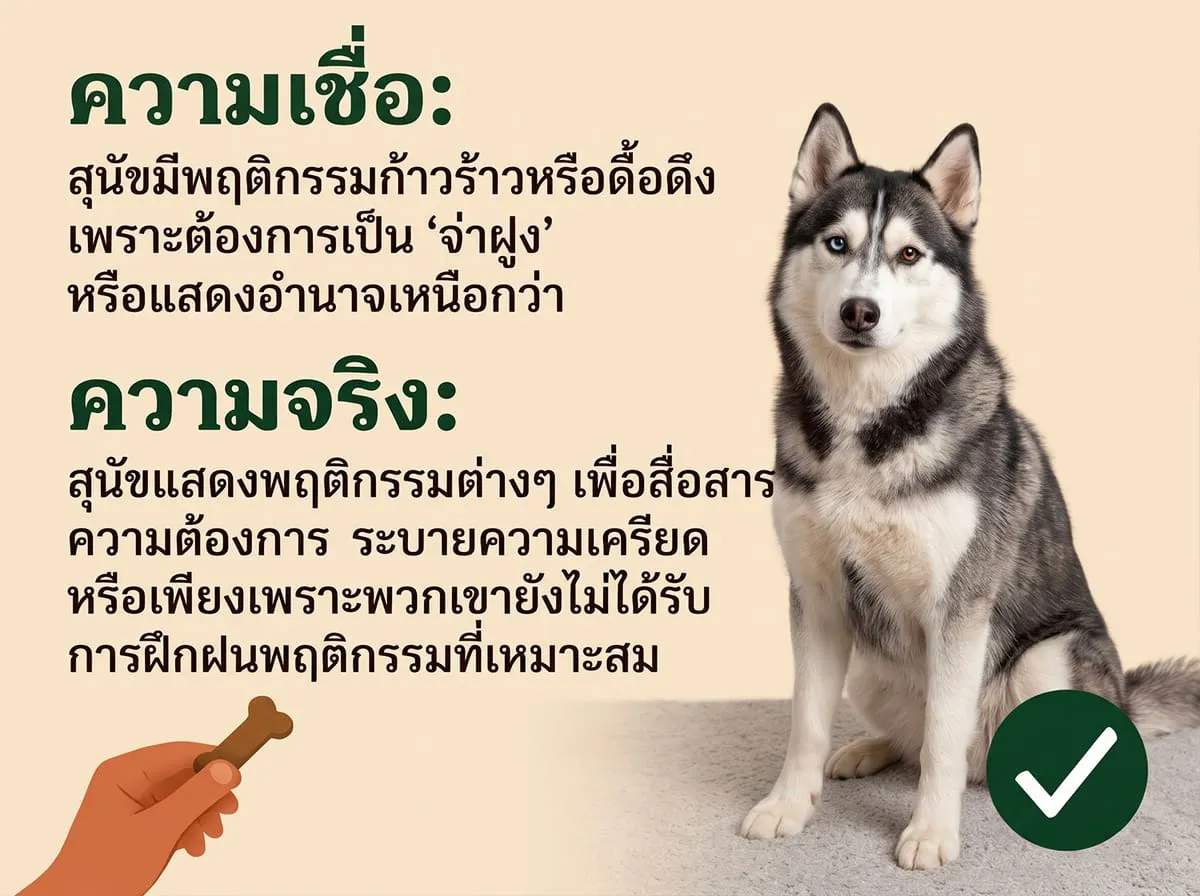 ความเชื่อ:
สุนัขมีพฤติกรรมก้าวร้าวหรือดื้อดึง
เพราะต้องการเป็น ‘จ่าฝูง’
หรือแสดงอำนาจเหนือกว่า
ความจริง:
สุนัขแสดงพฤติกรรมต่างๆ เพื่อสื่อสาร
ความต้องการ ระบายความเครียด
หรือเพียงเพราะพวกเขายังไม่ได้รับ
การฝึกฝนพฤติกรรมที่เหมาะสม